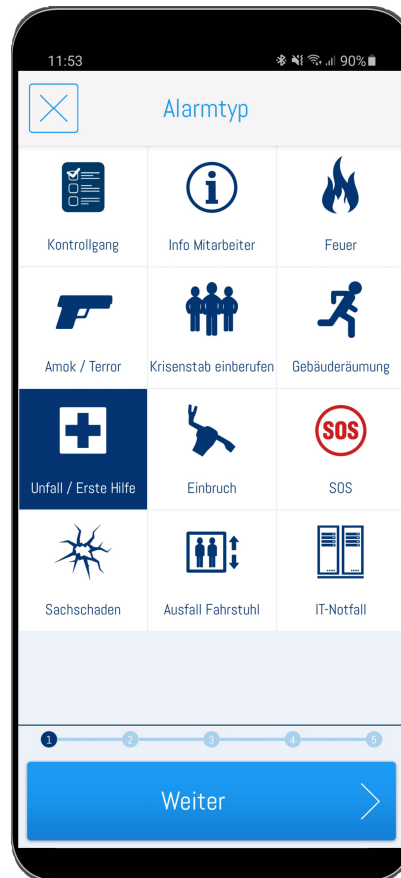 11:53
90%
Alarmtyp
Kontrollgang
Info Mitarbeiter
Feuer
Amok / Terror
Krisenstab einberufen
Gebäuderäumung
SOS
Unfall / Erste Hilfe
Einbruch
SOS
Sachschaden
Ausfall Fahrstuhl
IT-Notfall
1 2 3 4 5
Weiter